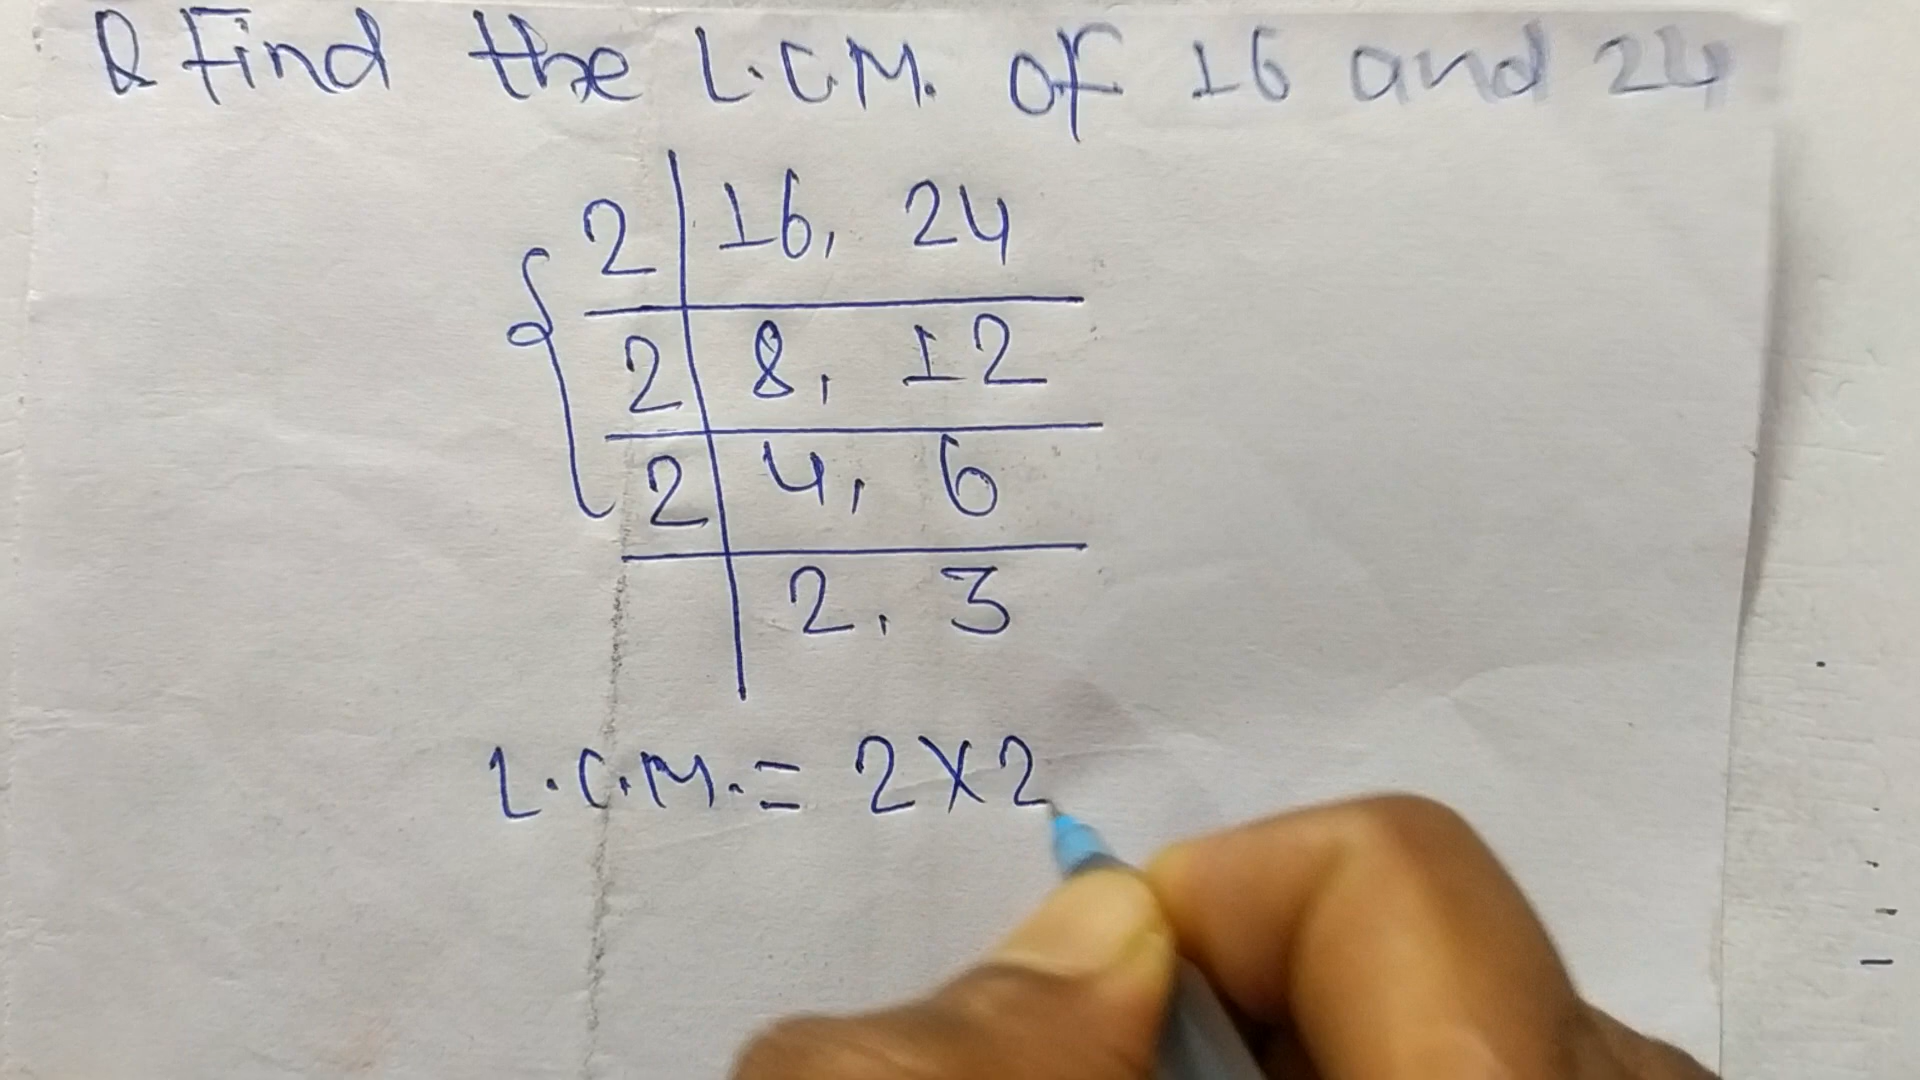 Q Find the L.C.M. of 16 and 24
2 | 16, 24
2 | 8, 12
2 | 4, 6
2, 3
L.C.M. = 2 × 2